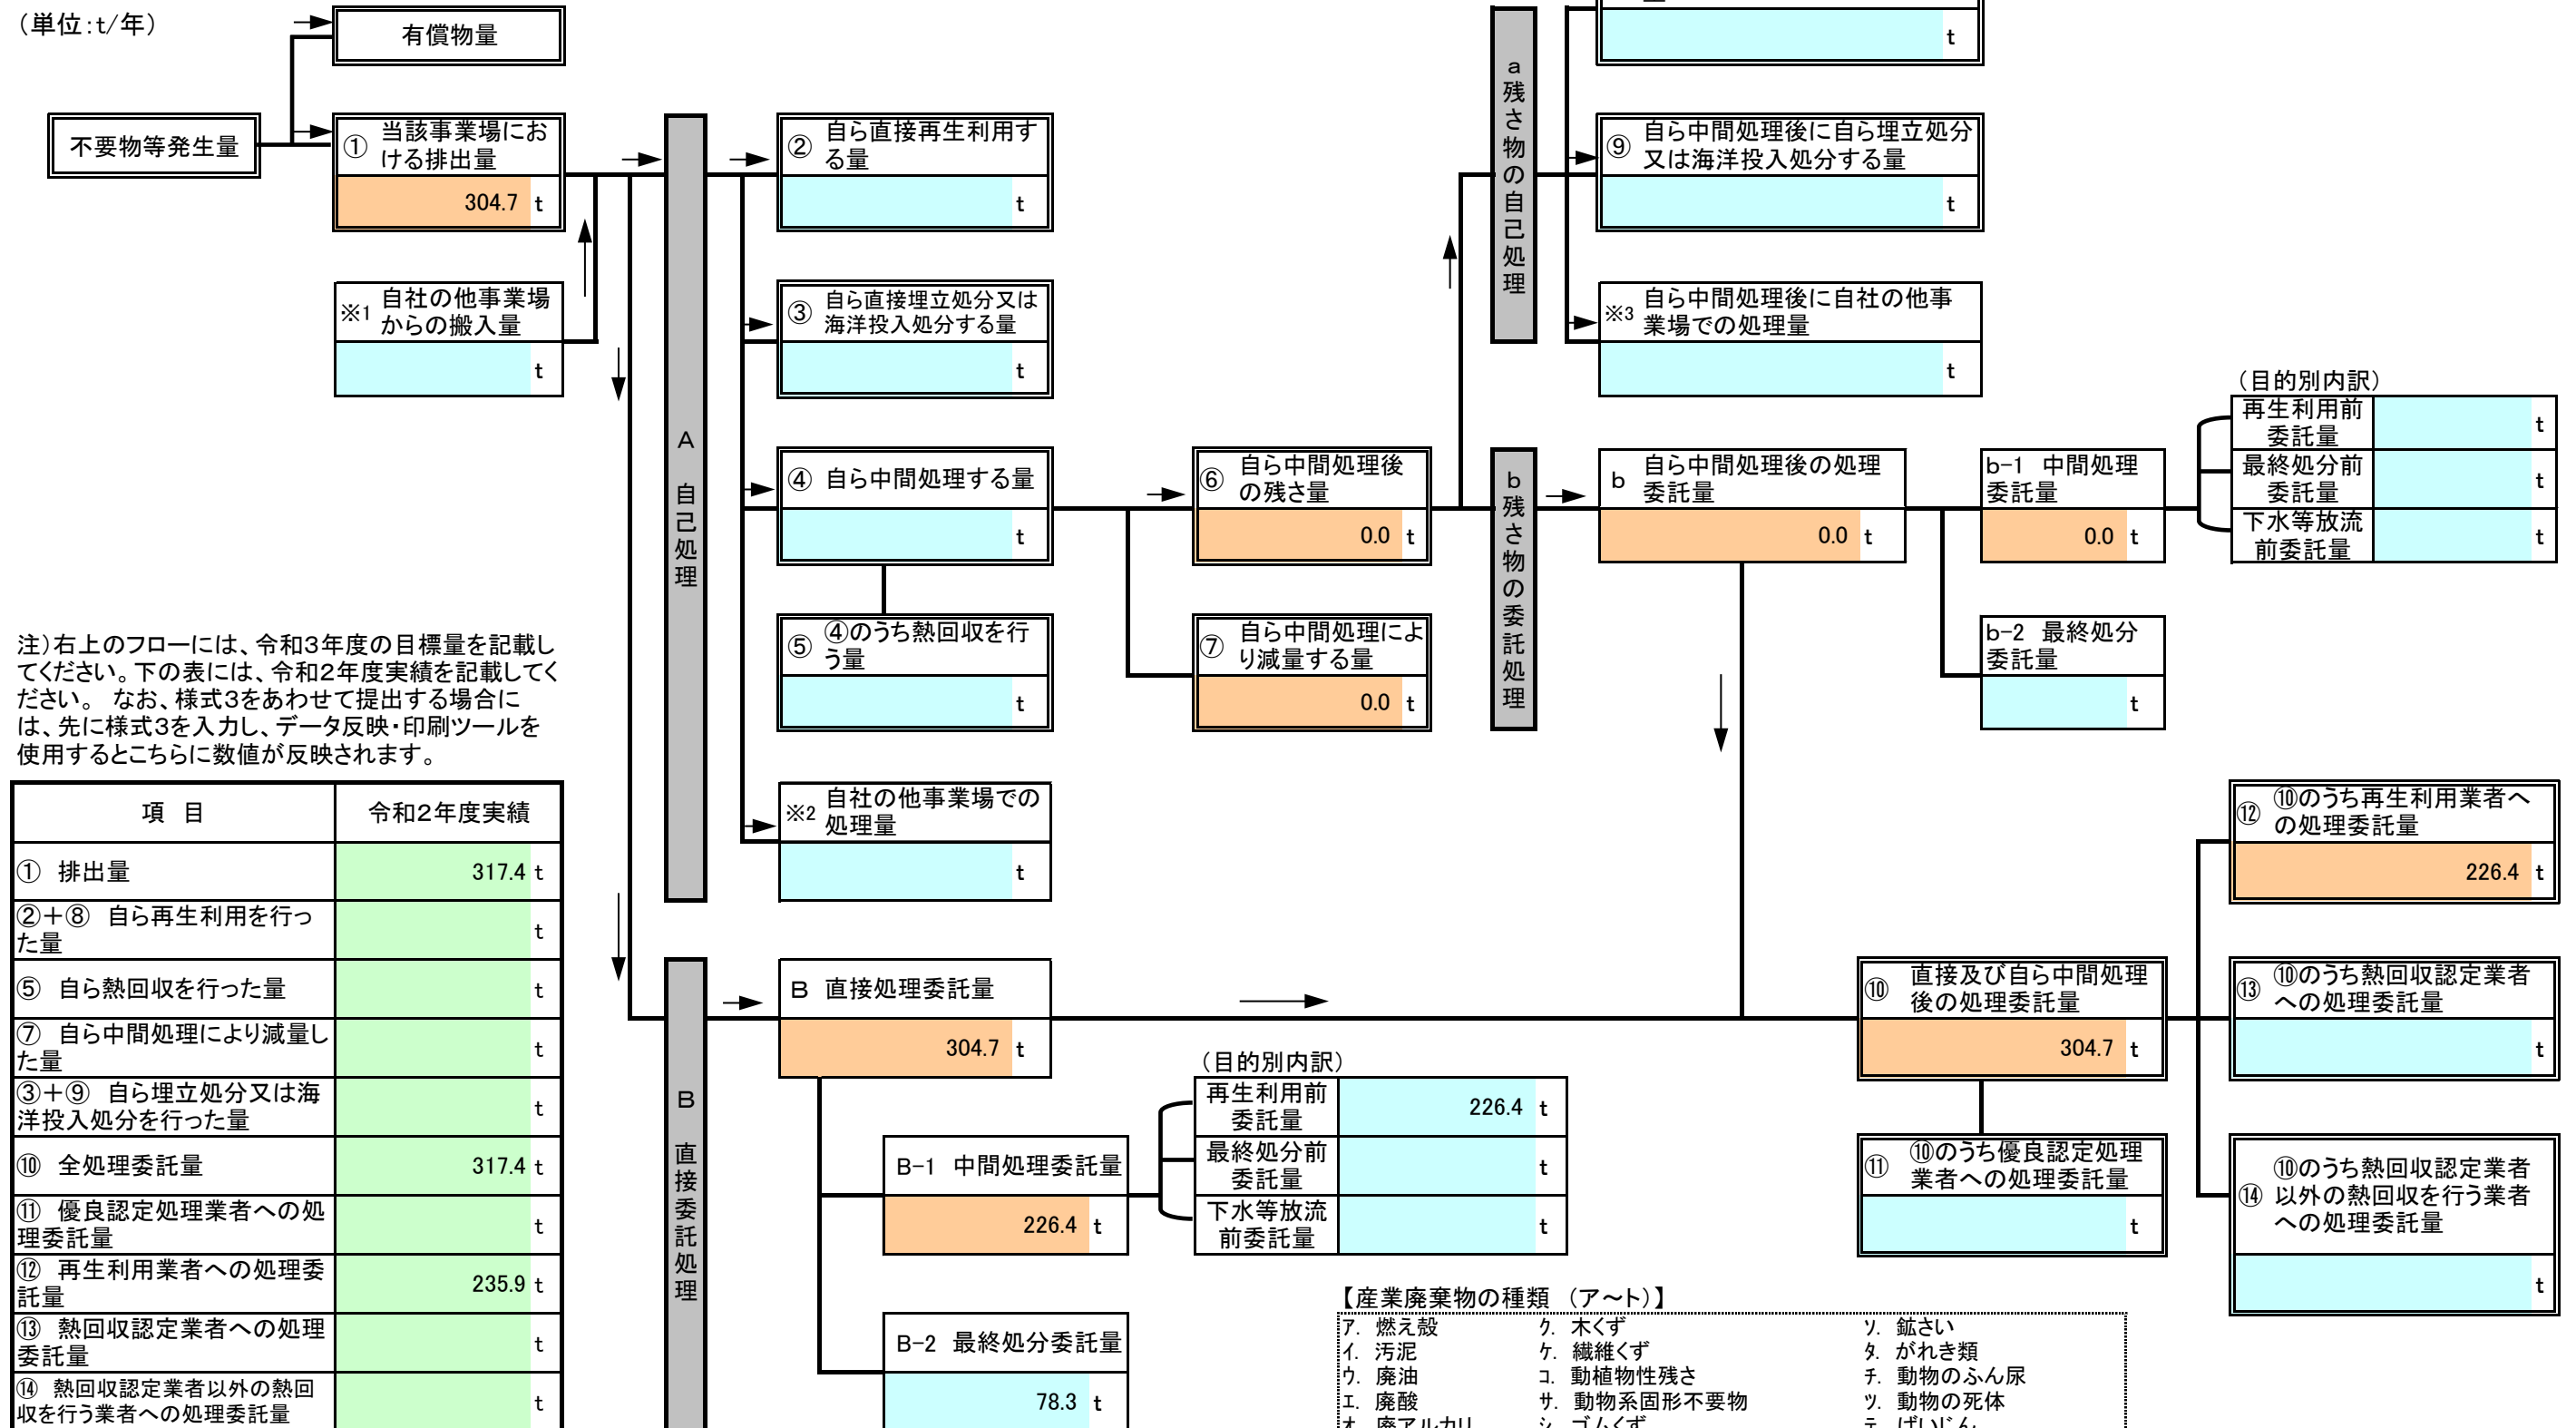 （単位：t/年）
有償物量
不要物等発生量
① 当該事業場にお
ける排出量
304.7 t
※1 自社の他事業場
からの搬入量
t
A 自己処理
② 自ら直接再生利用す
る量
t
③ 自ら直接埋立処分又は
海洋投入処分する量
t
④ 自ら中間処理する量
t
⑤ ④のうち熱回収を行
う量
t
※2 自社の他事業場での
処理量
t
⑥ 自ら中間処理後
の残さ量
0.0 t
⑦ 自ら中間処理によ
り減量する量
0.0 t
a 残さ物の自己処理
t
⑨ 自ら中間処理後に自ら埋立処分
又は海洋投入処分する量
t
※3 自ら中間処理後に自社の他事
業場での処理量
t
b 残さ物の委託処理
b 自ら中間処理後の処理
委託量
0.0 t
b-1 中間処理
委託量
0.0 t
b-2 最終処分
委託量
t
（目的別内訳）
再生利用前
委託量
t
最終処分前
委託量
t
下水等放流
前委託量
t
注）右上のフローには、令和３年度の目標量を記載し
てください。下の表には、令和２年度実績を記載してく
ださい。 なお、様式３をあわせて提出する場合に
は、先に様式３を入力し、データ反映・印刷ツールを
使用するとこちらに数値が反映されます。
項 目 令和２年度実績
① 排出量 317.4 t
②＋⑧ 自ら再生利用を行っ
た量
t
⑤ 自ら熱回収を行った量 t
⑦ 自ら中間処理により減量し
た量
t
③＋⑨ 自ら埋立処分又は海
洋投入処分を行った量
t
⑩ 全処理委託量 317.4 t
⑪ 優良認定処理業者への処
理委託量
t
⑫ 再生利用業者への処理委
託量
235.9 t
⑬ 熱回収認定業者への処理
委託量
t
⑭ 熱回収認定業者以外の熱回
収を行う業者への処理委託量
t
B 直接委託処理
B 直接処理委託量
304.7 t
B-1 中間処理委託量
226.4 t
B-2 最終処分委託量
78.3 t
（目的別内訳）
再生利用前
委託量
226.4 t
最終処分前
委託量
t
下水等放流
前委託量
t
⑩ 直接及び自ら中間処理
後の処理委託量
304.7 t
⑪ ⑩のうち優良認定処理
業者への処理委託量
t
⑫ ⑩のうち再生利用業者へ
の処理委託量
226.4 t
⑬ ⑩のうち熱回収認定業者
への処理委託量
t
⑭ ⑩のうち熱回収認定業者
以外の熱回収を行う業者
への処理委託量
t
【産業廃棄物の種類 （ア～ト）】
ア. 燃え殻 ク. 木くず ソ. 鉱さい
イ. 汚泥 ケ. 繊維くず タ. がれき類
ウ. 廃油 コ. 動植物性残さ チ. 動物のふん尿
エ. 廃酸 サ. 動物系固形不要物 ツ. 動物の死体
オ. 廃アルカリ シ. ゴムくず テ. ばいじん